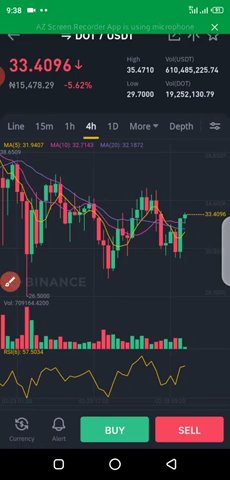 9:38
AZ Screen Recorder App is using microphone
DOT / USDT
33.4096↓
₦15,478.29 -5.62%
High
35.4710
Vol(USDT)
610,485,225.74
Low
29.7000
Vol(DOT)
19,252,130.79
Line 15m 1h 4h 1D More Depth
MA(5): 31.9407 MA(10): 32.7143 MA(20): 32.1872
38.6509
33.4096
BINANCE
26.5000
Vol: 709164.4200
RSI(6): 57.5034
Currency
Alert
BUY
SELL